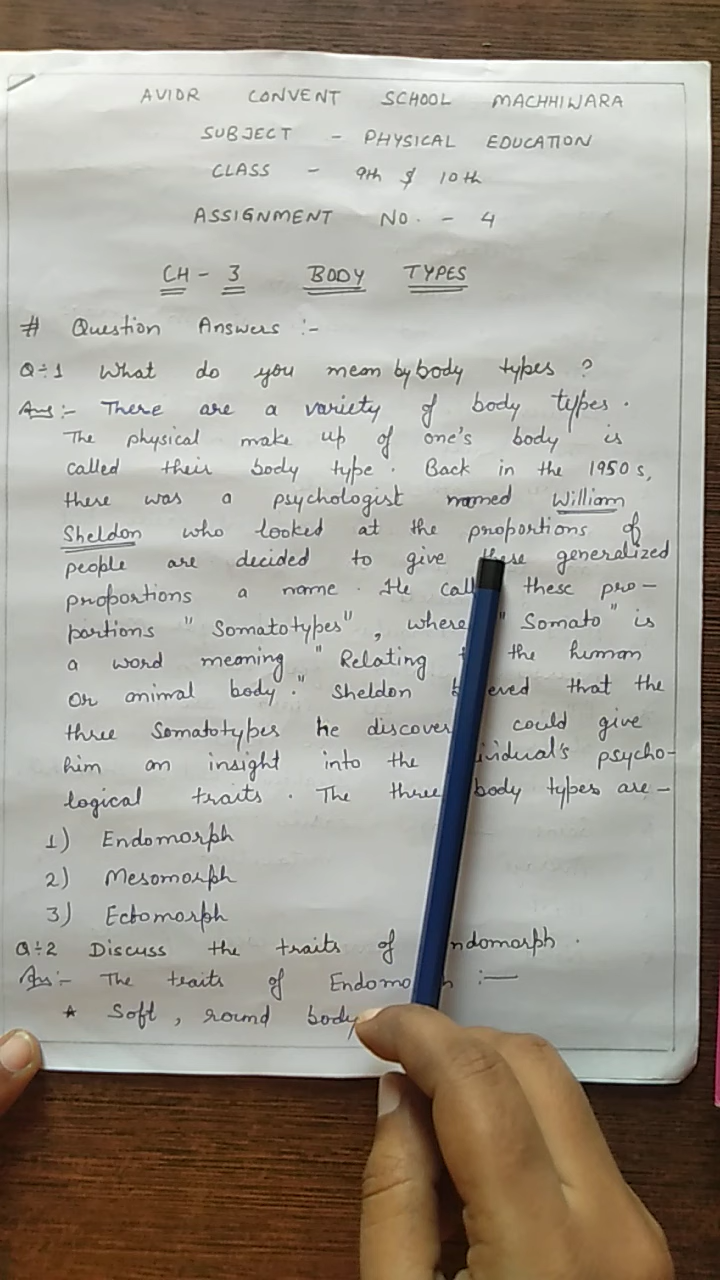 AVIOR CONVENT SCHOOL MACHHIWARA
SUBJECT - PHYSICAL EDUCATION
CLASS - 9th & 10th
ASSIGNMENT NO. - 4
CH - 3 BODY TYPES
# Question Answers :-
Q÷1 What do you mean by body types ?
Ans:- There are a variety of body types.
The physical make up of one's body is
called their body type. Back in the 1950s,
there was a psychologist named William
Sheldon who looked at the proportions of
people are decided to give these generalized
proportions a name. He call these pro-
portions "Somatotypes", where "Somato" is
a word meaning "Relating the human
or animal body." Sheldon that the
three Somatotypes he discover could give
him an insight into the psycho-
logical traits. The three body types are -
1) Endomorph
2) Mesomorph
3) Ectomorph
Q÷2 Discuss the traits of ndomorph.
Ans:- The traits of Endomo h :-
* Soft, round body